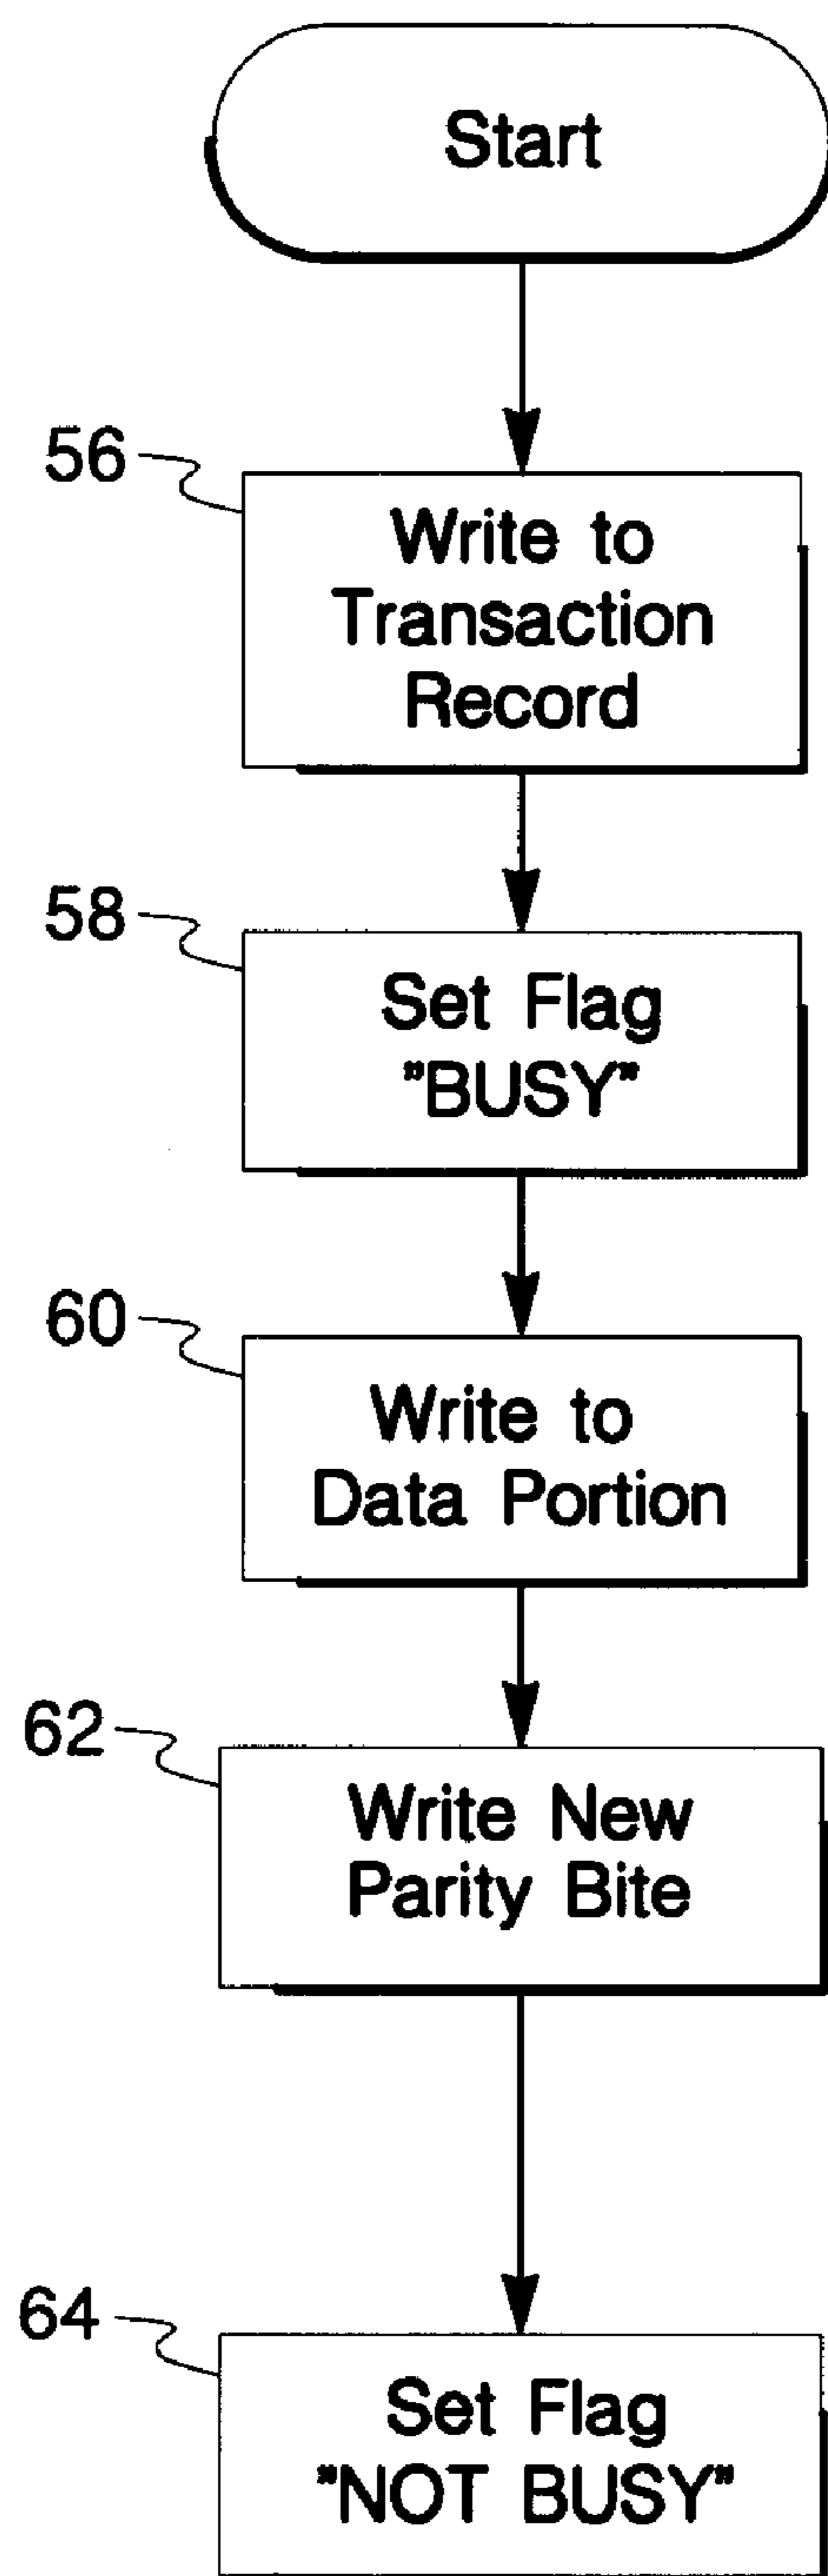 Start
56
Write to
Transaction
Record
58
Set Flag
"BUSY"
60
Write to
Data Portion
62
Write New
Parity Bite
64
Set Flag
"NOT BUSY"